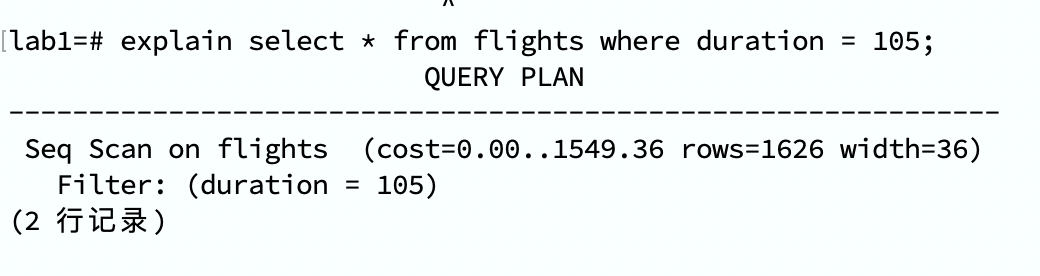 lab1=# explain select * from flights where duration = 105;
QUERY PLAN
--------------------------------------------------------------
Seq Scan on flights  (cost=0.00..1549.36 rows=1626 width=36)
Filter: (duration = 105)
(2 行记录)